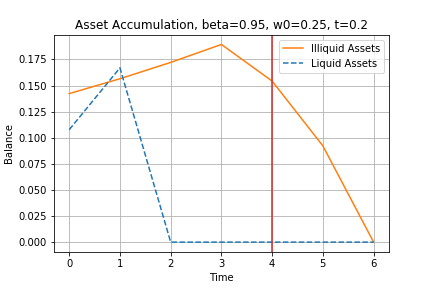 Asset Accumulation, beta=0.95, w0=0.25, t=0.2
Illiquid Assets
Liquid Assets
Balance
0.175
0.150
0.125
0.100
0.075
0.050
0.025
0.000
0 1 2 3 4 5 6
Time